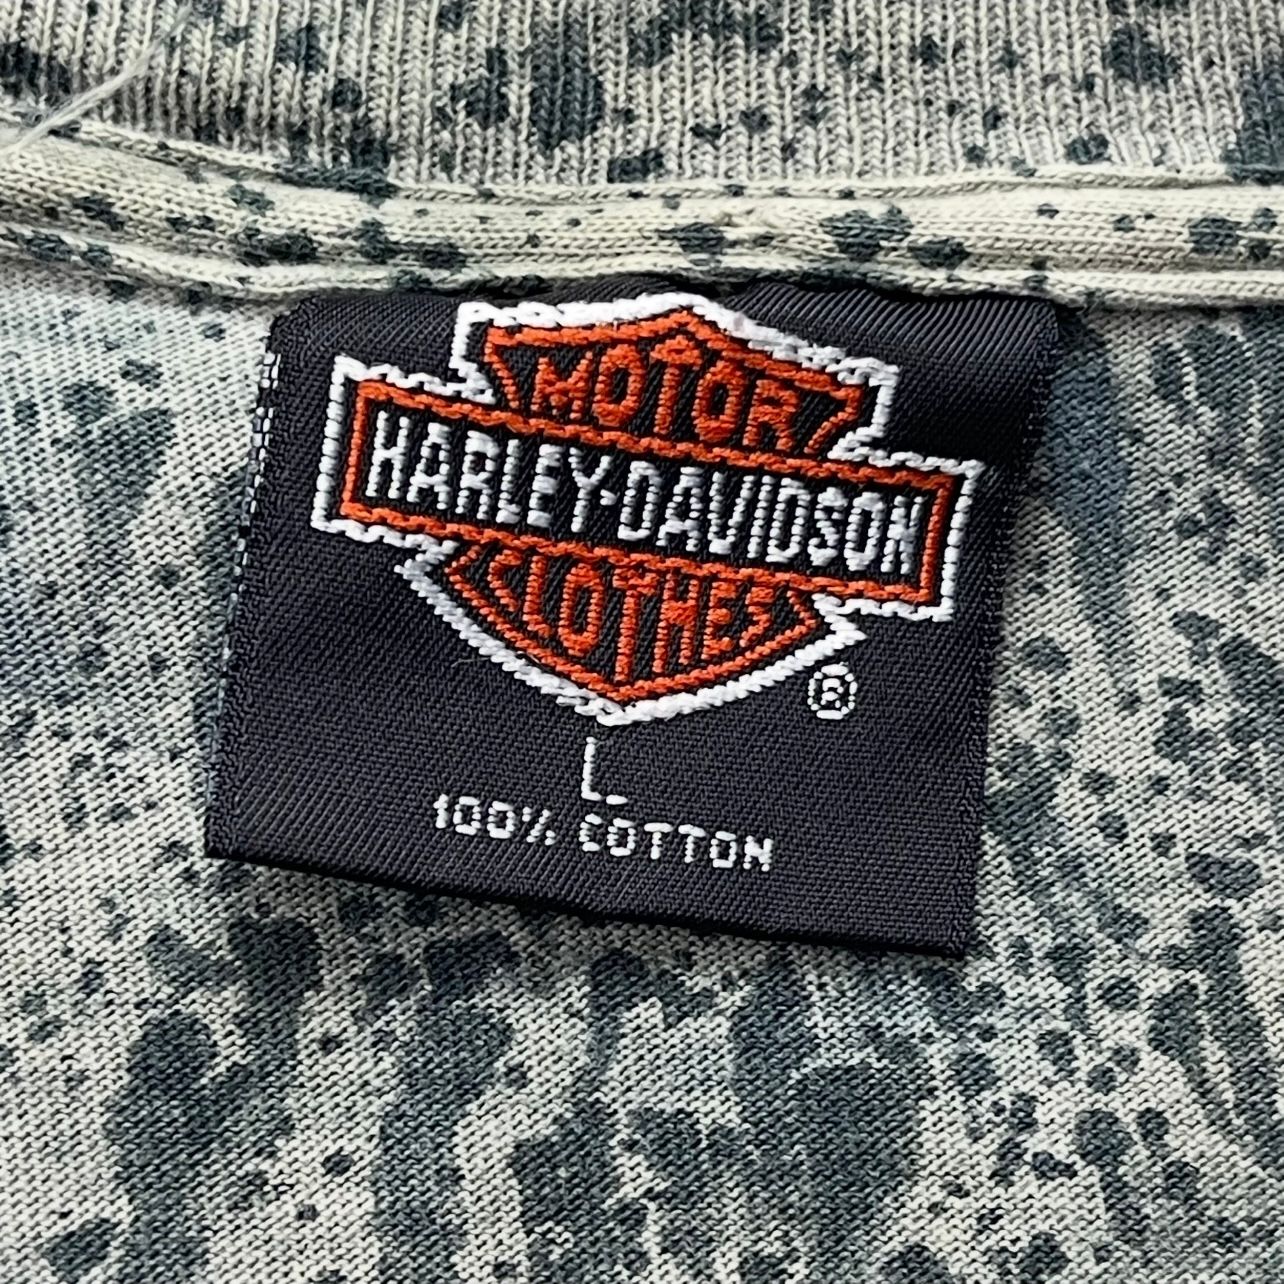 MOTOR
HARLEY-DAVIDSON
CLOTHES
®
L
100% COTTON